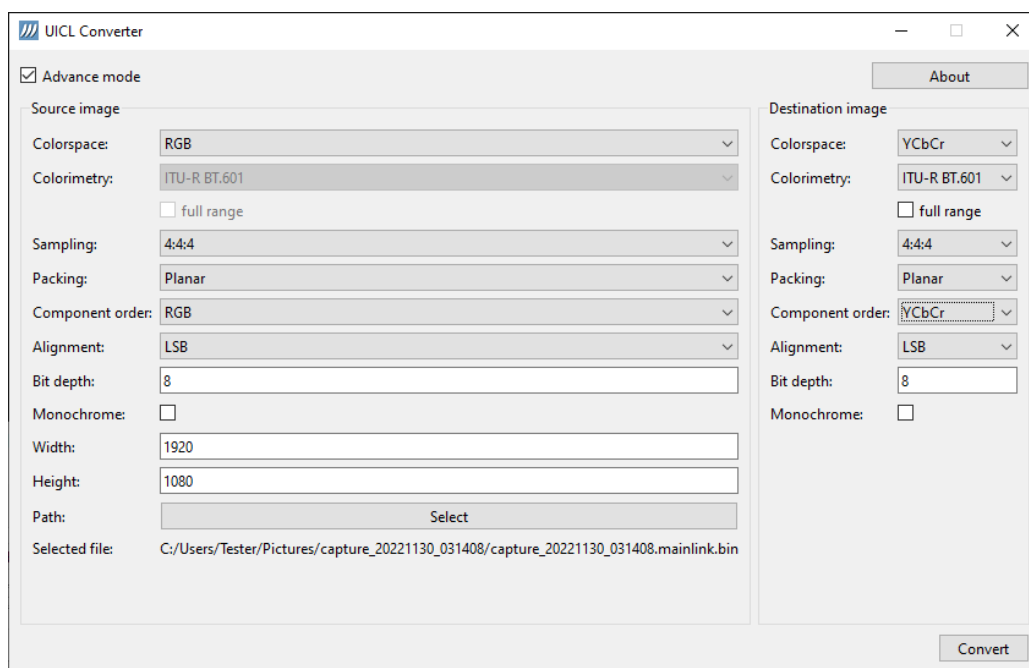 UICL Converter
Advance mode
About
Source image
Colorspace: RGB
Colorimetry: ITU-R BT.601
full range
Sampling: 4:4:4
Packing: Planar
Component order: RGB
Alignment: LSB
Bit depth: 8
Monochrome:
Width: 1920
Height: 1080
Path: Select
Selected file: C:/Users/Tester/Pictures/capture_20221130_031408/capture_20221130_031408.mainlink.bin
Destination image
Colorspace: YCbCr
Colorimetry: ITU-R BT.601
full range
Sampling: 4:4:4
Packing: Planar
Component order: YCbCr
Alignment: LSB
Bit depth: 8
Monochrome:
Convert